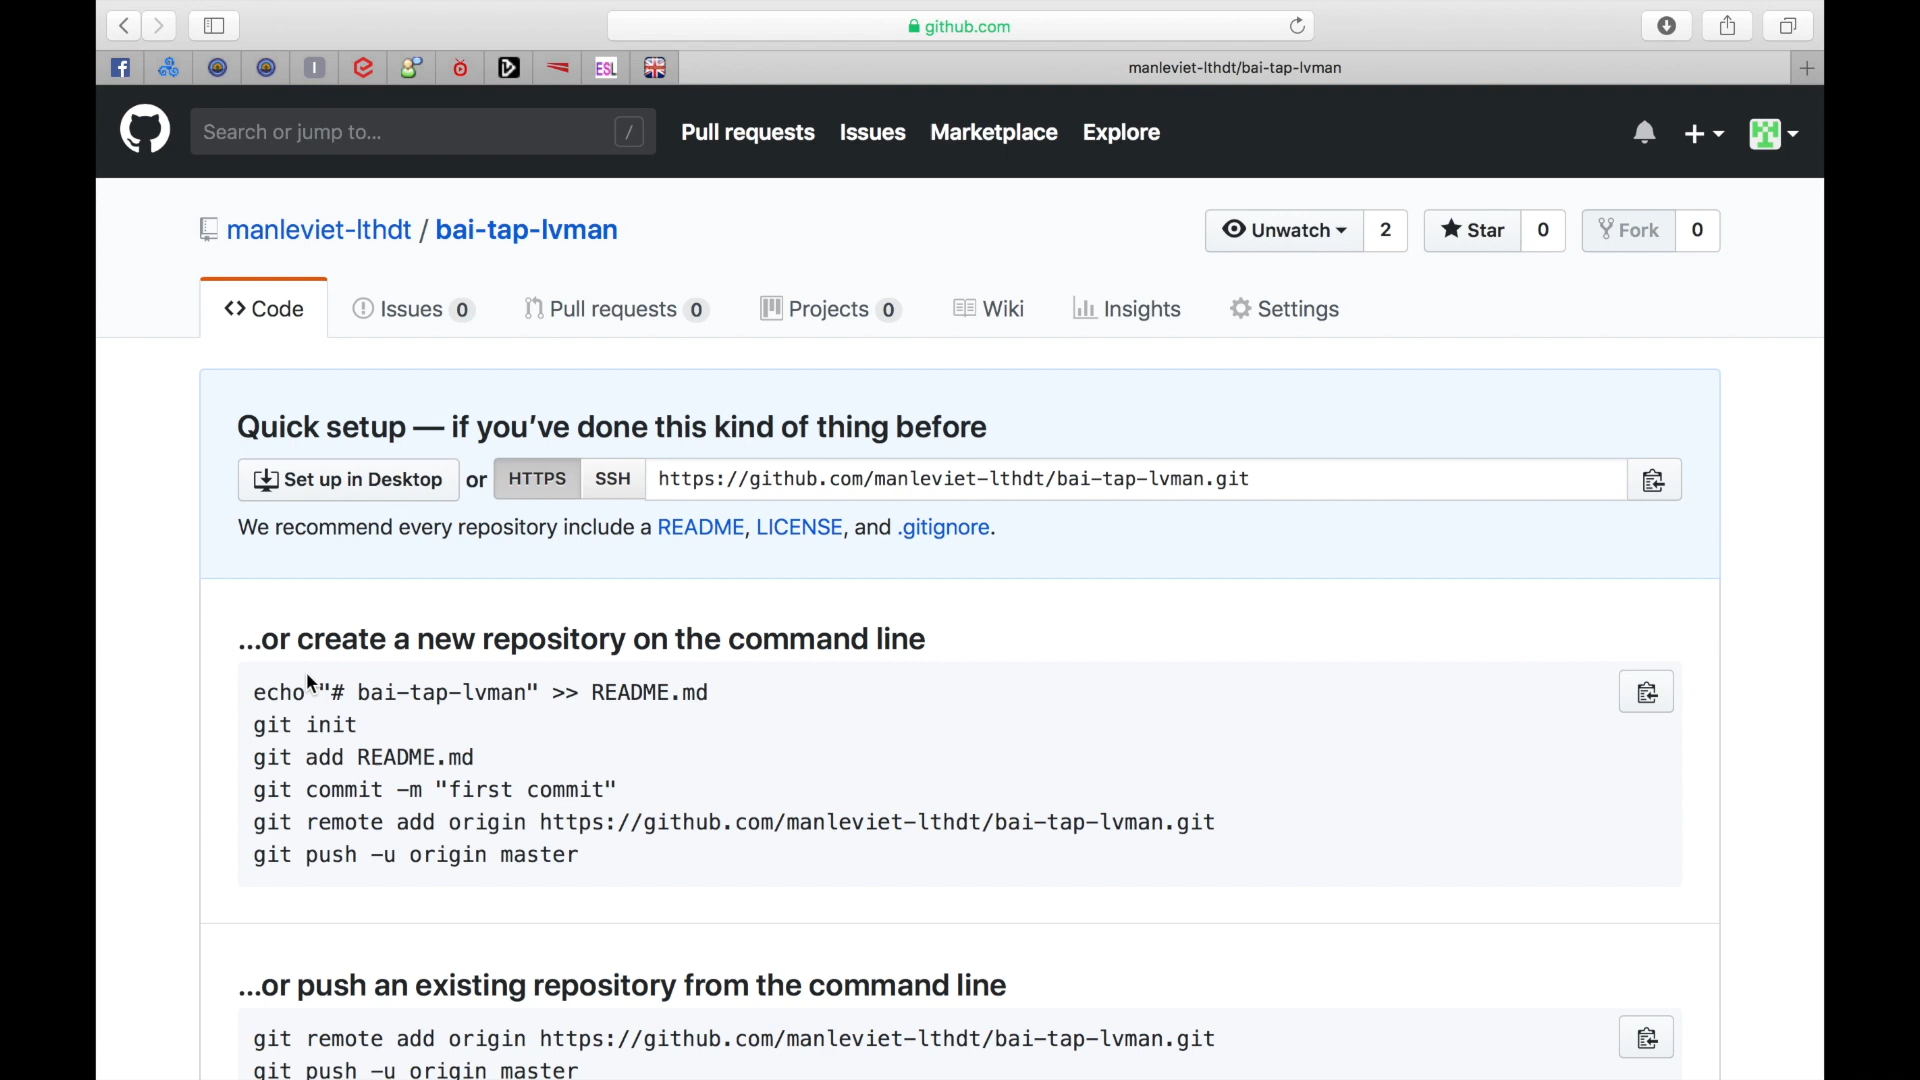 github.com
ESL
manleviet-lthdt/bai-tap-lvman
Search or jump to... /
Pull requests Issues Marketplace Explore
manleviet-lthdt / bai-tap-lvman
Unwatch 2 Star 0 Fork 0
Code Issues 0 Pull requests 0 Projects 0 Wiki Insights Settings
Quick setup — if you’ve done this kind of thing before
Set up in Desktop or HTTPS SSH https://github.com/manleviet-lthdt/bai-tap-lvman.git
We recommend every repository include a README, LICENSE, and .gitignore.
...or create a new repository on the command line
echo "# bai-tap-lvman" >> README.md
git init
git add README.md
git commit -m "first commit"
git remote add origin https://github.com/manleviet-lthdt/bai-tap-lvman.git
git push -u origin master
...or push an existing repository from the command line
git remote add origin https://github.com/manleviet-lthdt/bai-tap-lvman.git
git push -u origin master